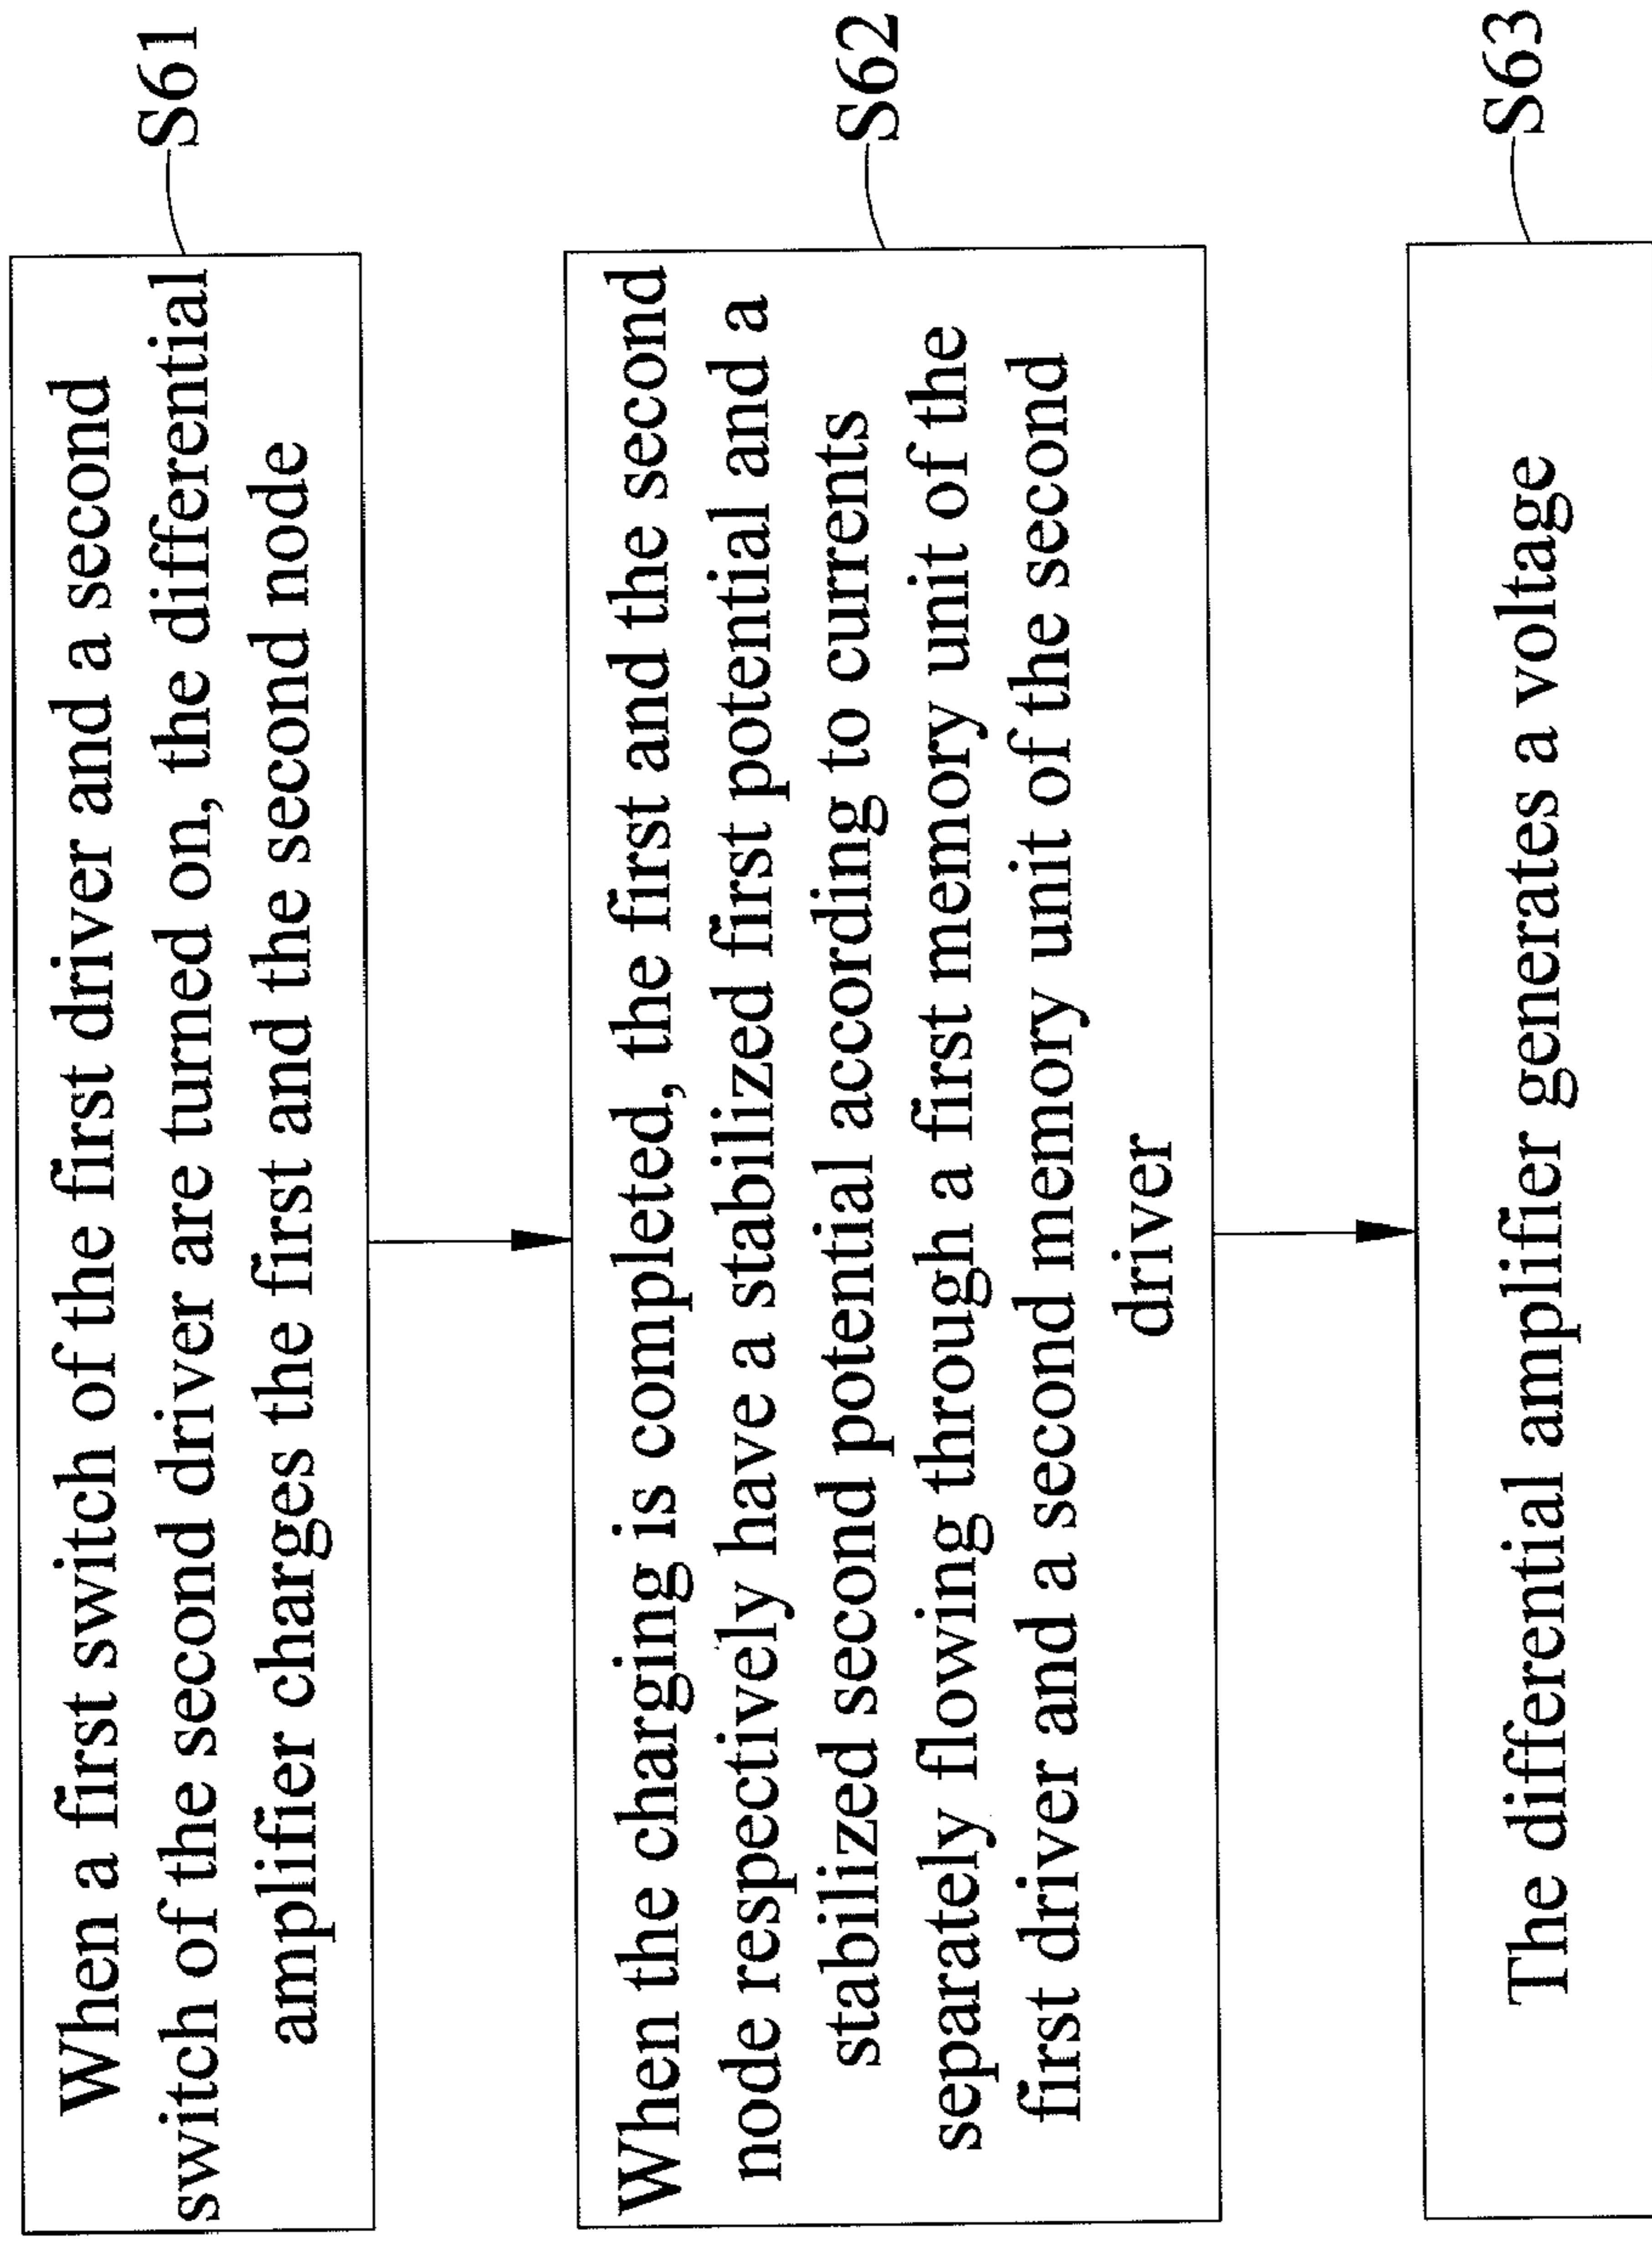 When a first switch of the first driver and a second
switch of the second driver are turned on, the differential
amplifier charges the first and the second node
S61
When the charging is completed, the first and the second
node respectively have a stabilized first potential and a
stabilized second potential according to currents
separately flowing through a first memory unit of the
first driver and a second memory unit of the second
driver
S62
The differential amplifier generates a voltage
S63